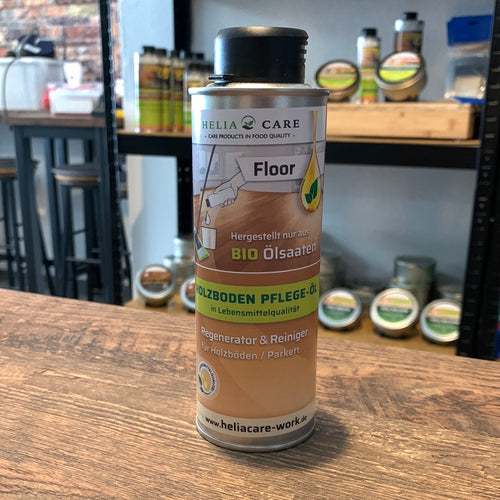 HELIA CARE
- CARE PRODUCTS IN FOOD QUALITY -
Floor
Hergestellt nur aus
BIO Ölsaaten
HOLZBODEN PFLEGE-ÖL
in Lebensmittelqualität
Regenerator & Reiniger
für Holzboden / Parkett
www.heliacare-work.de